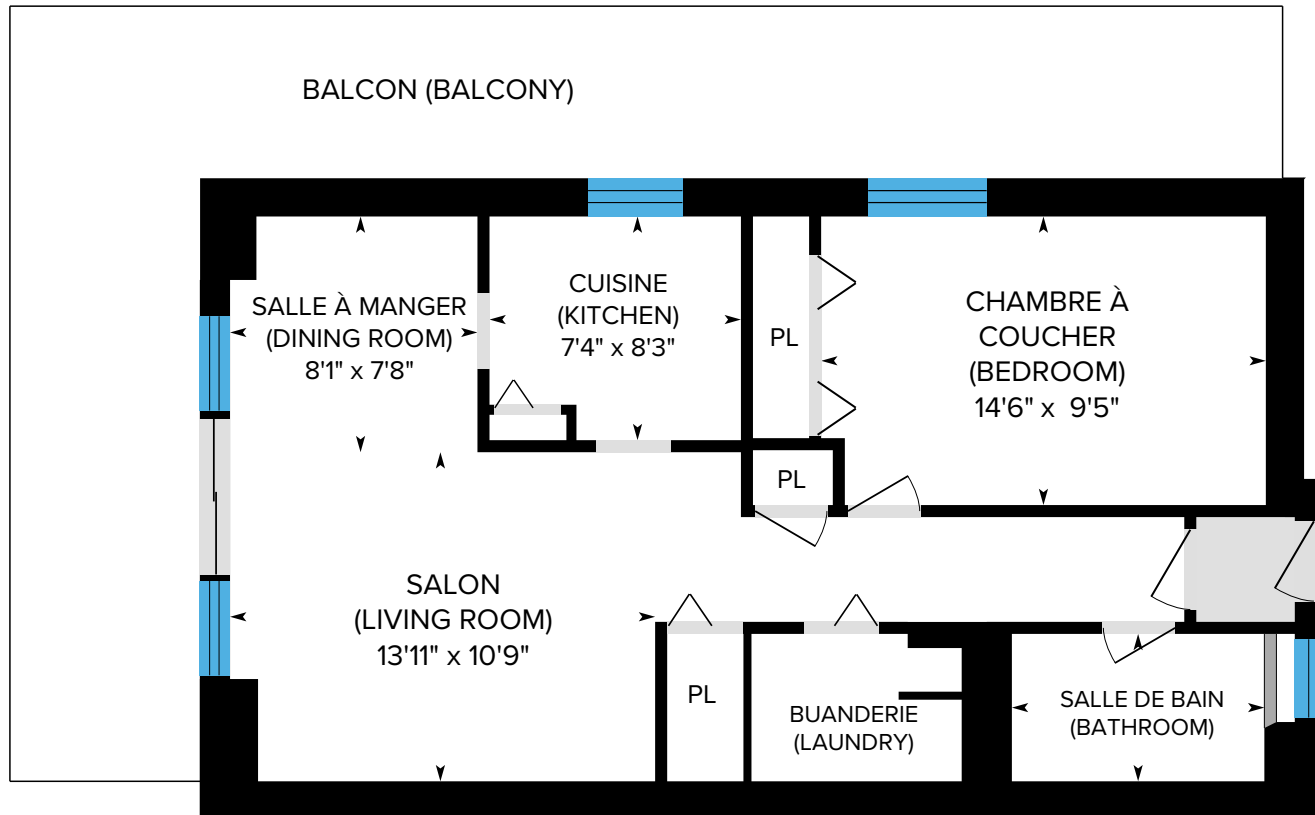 BALCON (BALCONY)
SALLE À MANGER
(DINING ROOM)
8'1" x 7'8"
CUISINE
(KITCHEN)
7'4" x 8'3"
PL
CHAMBRE À
COUCHER
(BEDROOM)
14'6" x 9'5"
PL
SALON
(LIVING ROOM)
13'11" x 10'9"
PL
BUANDERIE
(LAUNDRY)
SALLE DE BAIN
(BATHROOM)